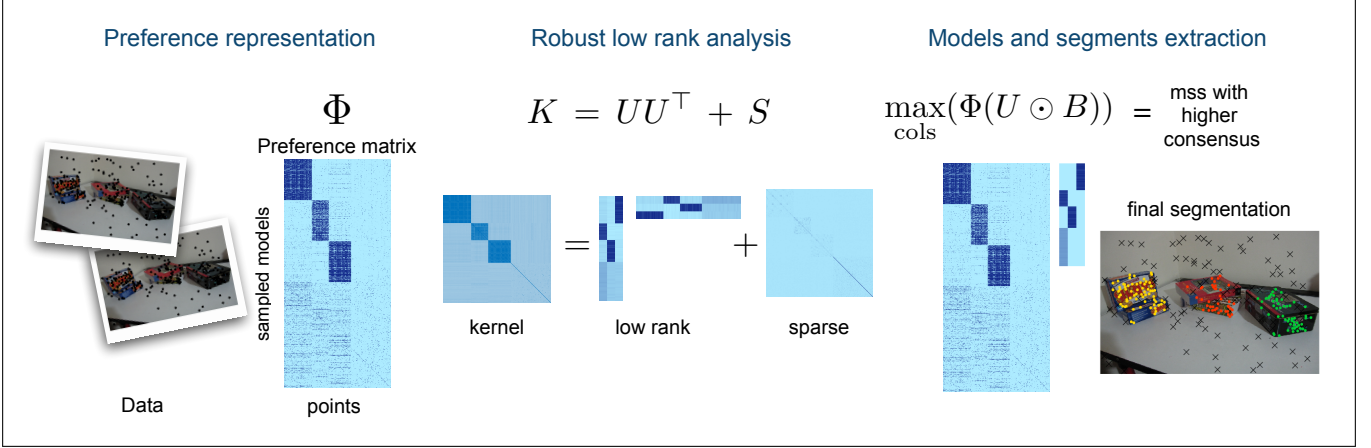 Preference representation
Φ
Preference matrix
sampled models
Data
points
Robust low rank analysis
K = UU⊤ + S
=
+
kernel
low rank
sparse
Models and segments extraction
max(Φ(U ⊙ B)) =
cols
mss with
higher
consensus
final segmentation